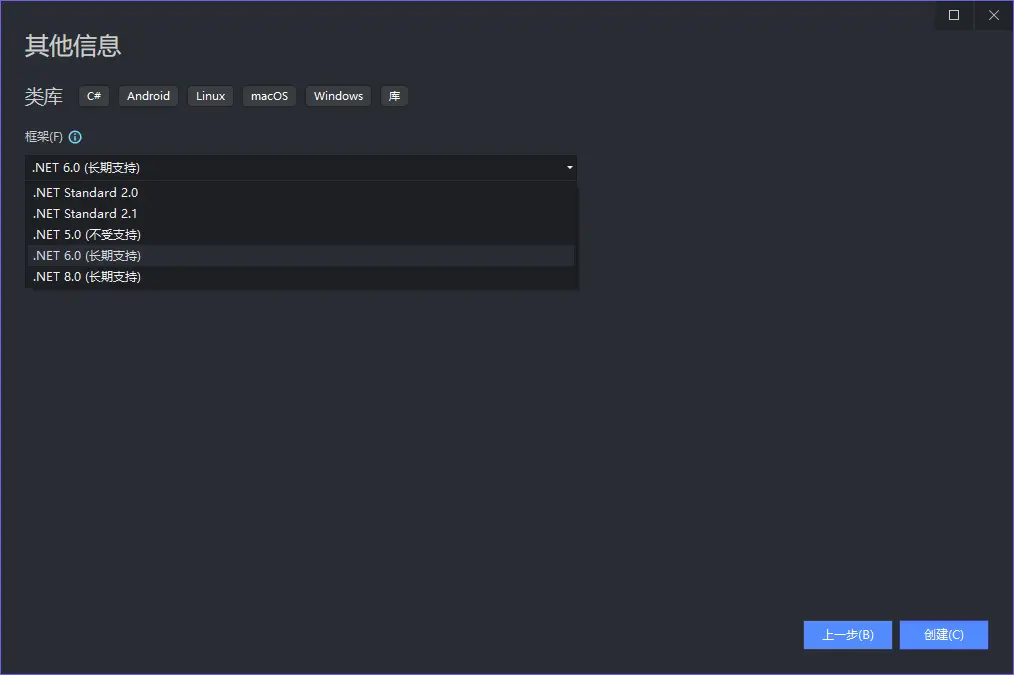 其他信息
类库 C# Android Linux macOS Windows 库
框架(F)
.NET 6.0 (长期支持)
.NET Standard 2.0
.NET Standard 2.1
.NET 5.0 (不受支持)
.NET 6.0 (长期支持)
.NET 8.0 (长期支持)
上一步(B) 创建(C)